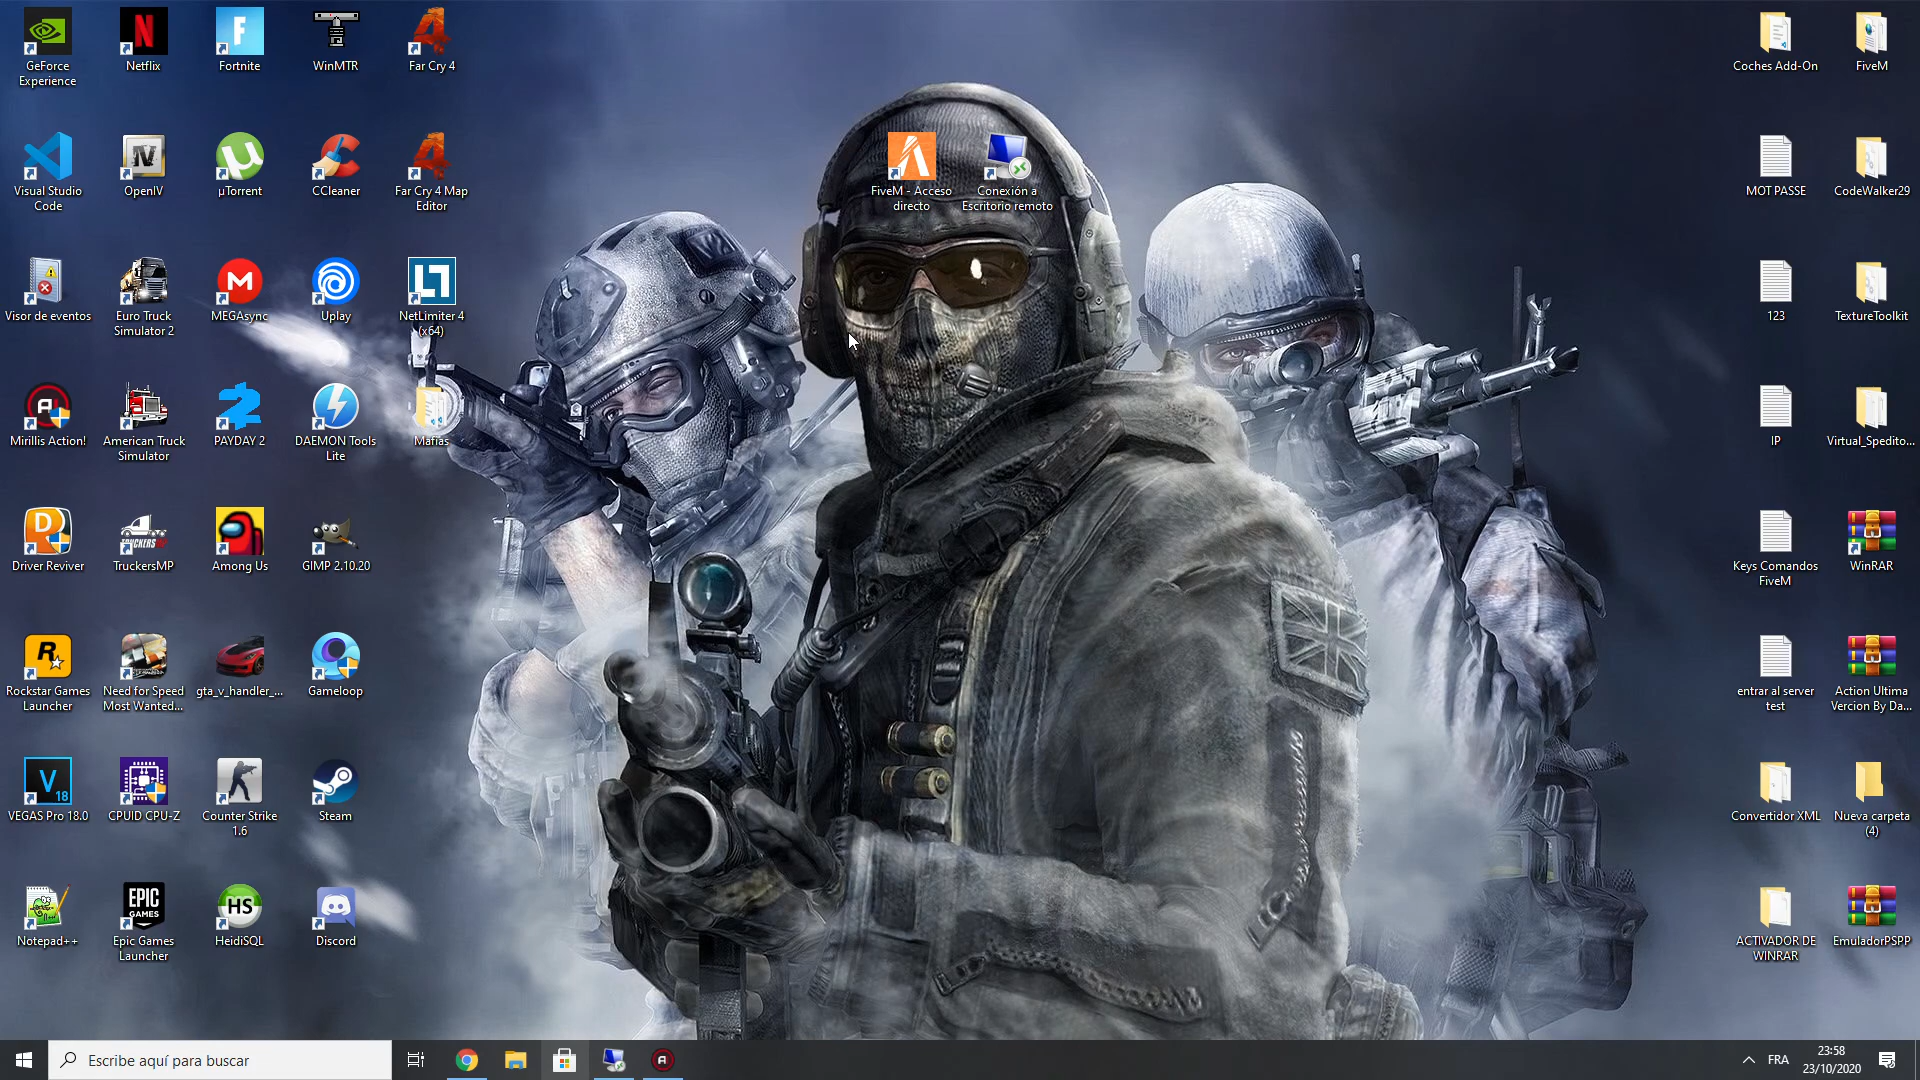 GeForce
Experience
Netflix
Fortnite
WinMTR
Far Cry 4
Visual Studio
Code
OpenIV
µTorrent
CCleaner
Far Cry 4 Map
Editor
Visor de eventos
Euro Truck
Simulator 2
MEGAsync
Uplay
NetLimiter 4
(x64)
Mirillis Action!
American Truck
Simulator
PAYDAY 2
DAEMON Tools
Lite
Mafias
Driver Reviver
TruckersMP
Among Us
GIMP 2.10.20
Rockstar Games
Launcher
Need for Speed
Most Wanted...
gta_v_handler_...
Gameloop
VEGAS Pro 18.0
CPUID CPU-Z
Counter Strike
1.6
Steam
Notepad++
EPIC
GAMES
Epic Games
Launcher
HS
HeidiSQL
Discord
FiveM - Acceso
directo
Conexión a
Escritorio remoto
Coches Add-On
FiveM
MOT PASSE
CodeWalker29
123
TextureToolkit
IP
Virtual_Spedito...
Keys Comandos
FiveM
WinRAR
entrar al server
test
Action Ultima
Vercion By Da...
Convertidor XML
Nueva carpeta
(4)
ACTIVADOR DE
WINRAR
EmuladorPSPP
Escribe aquí para buscar
FRA
23:58
23/10/2020